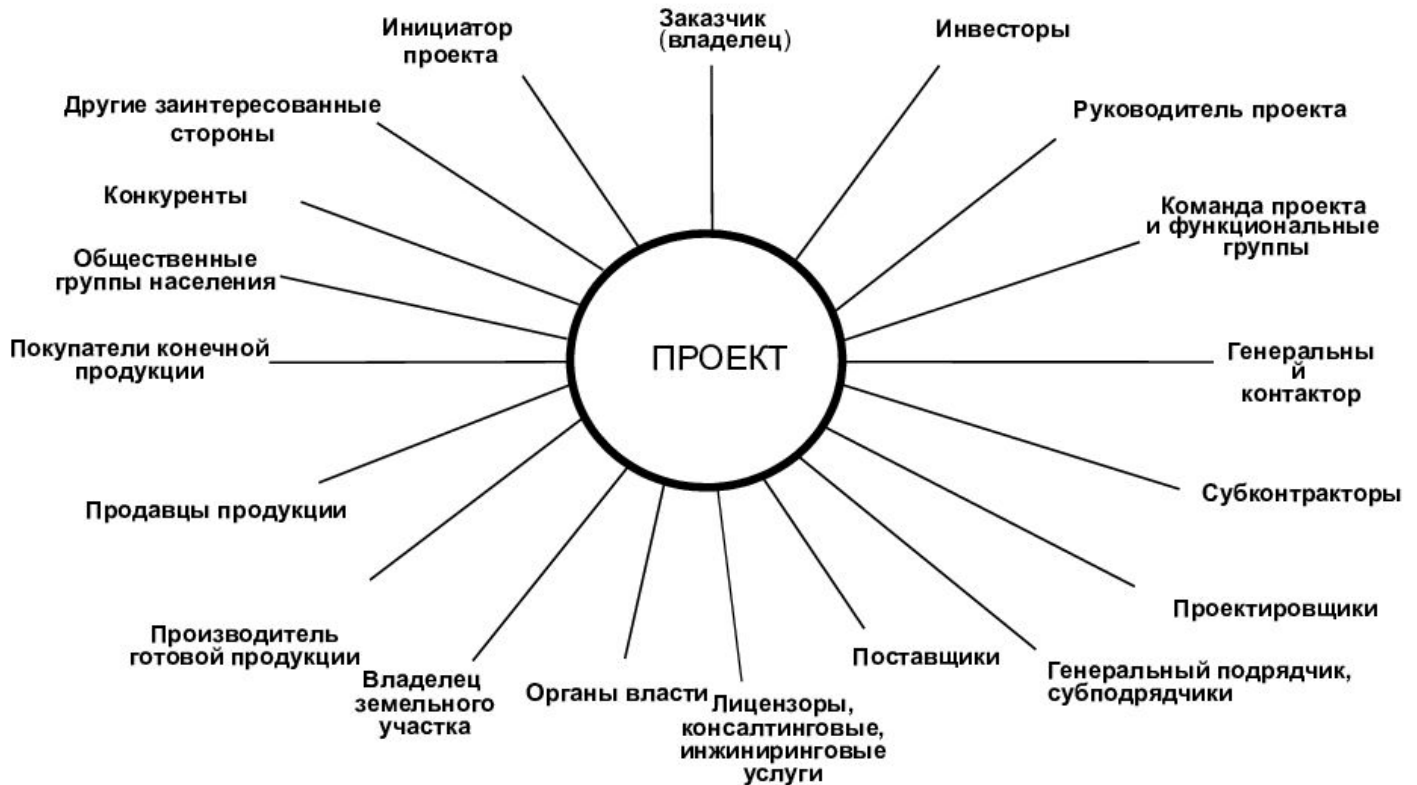 Инициатор
проекта
Заказчик
(владелец)
Инвесторы
Руководитель проекта
Команда проекта
и функциональные
группы
Генеральны
й
контактор
Субконтракторы
Проектировщики
Генеральный подрядчик,
субподрядчики
Поставщики
Лицензоры,
консалтинговые,
инжиниринговые
услуги
Органы власти
Владелец
земельного
участка
Производитель
готовой продукции
Продавцы продукции
Покупатели конечной
продукции
Общественные
группы населения
Конкуренты
Другие заинтересованные
стороны
ПРОЕКТ